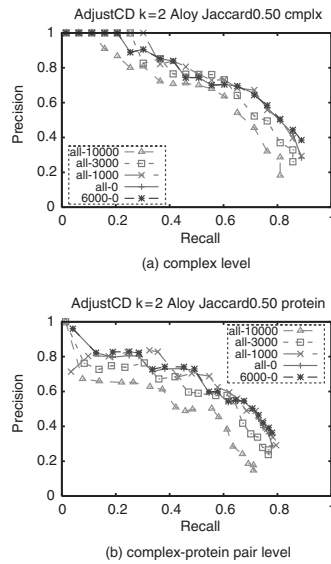 AdjustCD k=2 Aloy Jaccard0.50 cmplx
1
0.8
0.6
0.4
0.2
0
Precision
all-10000
all-3000
all-1000
all-0
6000-0
0 0.2 0.4 0.6 0.8 1
Recall
(a) complex level
AdjustCD k=2 Aloy Jaccard0.50 protein
1
0.8
0.6
0.4
0.2
0
Precision
all-10000
all-3000
all-1000
all-0
6000-0
0 0.2 0.4 0.6 0.8 1
Recall
(b) complex-protein pair level